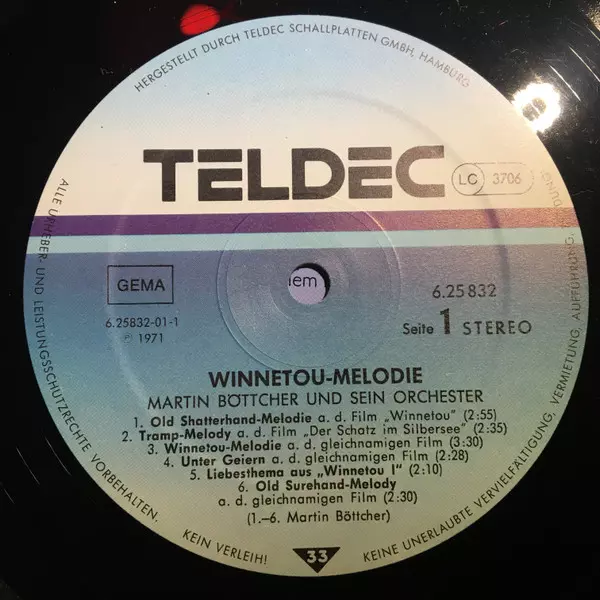 HERGESTELLT DURCH TELDEC SCHALLPLATTEN GMBH, HAMBURG
TELDEC
LC 3706
GEMA
6.25832-01-1
℗ 1971
em
6.25 832
Seite 1 STEREO
WINNETOU-MELODIE
MARTIN BÖTTCHER UND SEIN ORCHESTER
1. Old Shatterhand-Melodie a. d. Film „Winnetou" (2:55)
2. Tramp-Melody a. d. Film „Der Schatz im Silbersee" (2:35)
3. Winnetou-Melodie a. d. gleichnamigen Film (3:30)
4. Unter Geiern a. d. gleichnamigen Film (2:28)
5. Liebesthema aus „Winnetou I" (2:10)
6. Old Surehand-Melody
a. d. gleichnamigen Film (2:30)
(1.–6. Martin Böttcher)
33
ALLE URHEBER- UND LEISTUNGSSCHUTZRECHTE VORBEHALTEN.
KEIN VERLEIH!
KEINE UNERLAUBTE VERVIELFÄLTIGUNG, VERMIETUNG, AUFFÜHRUNG,